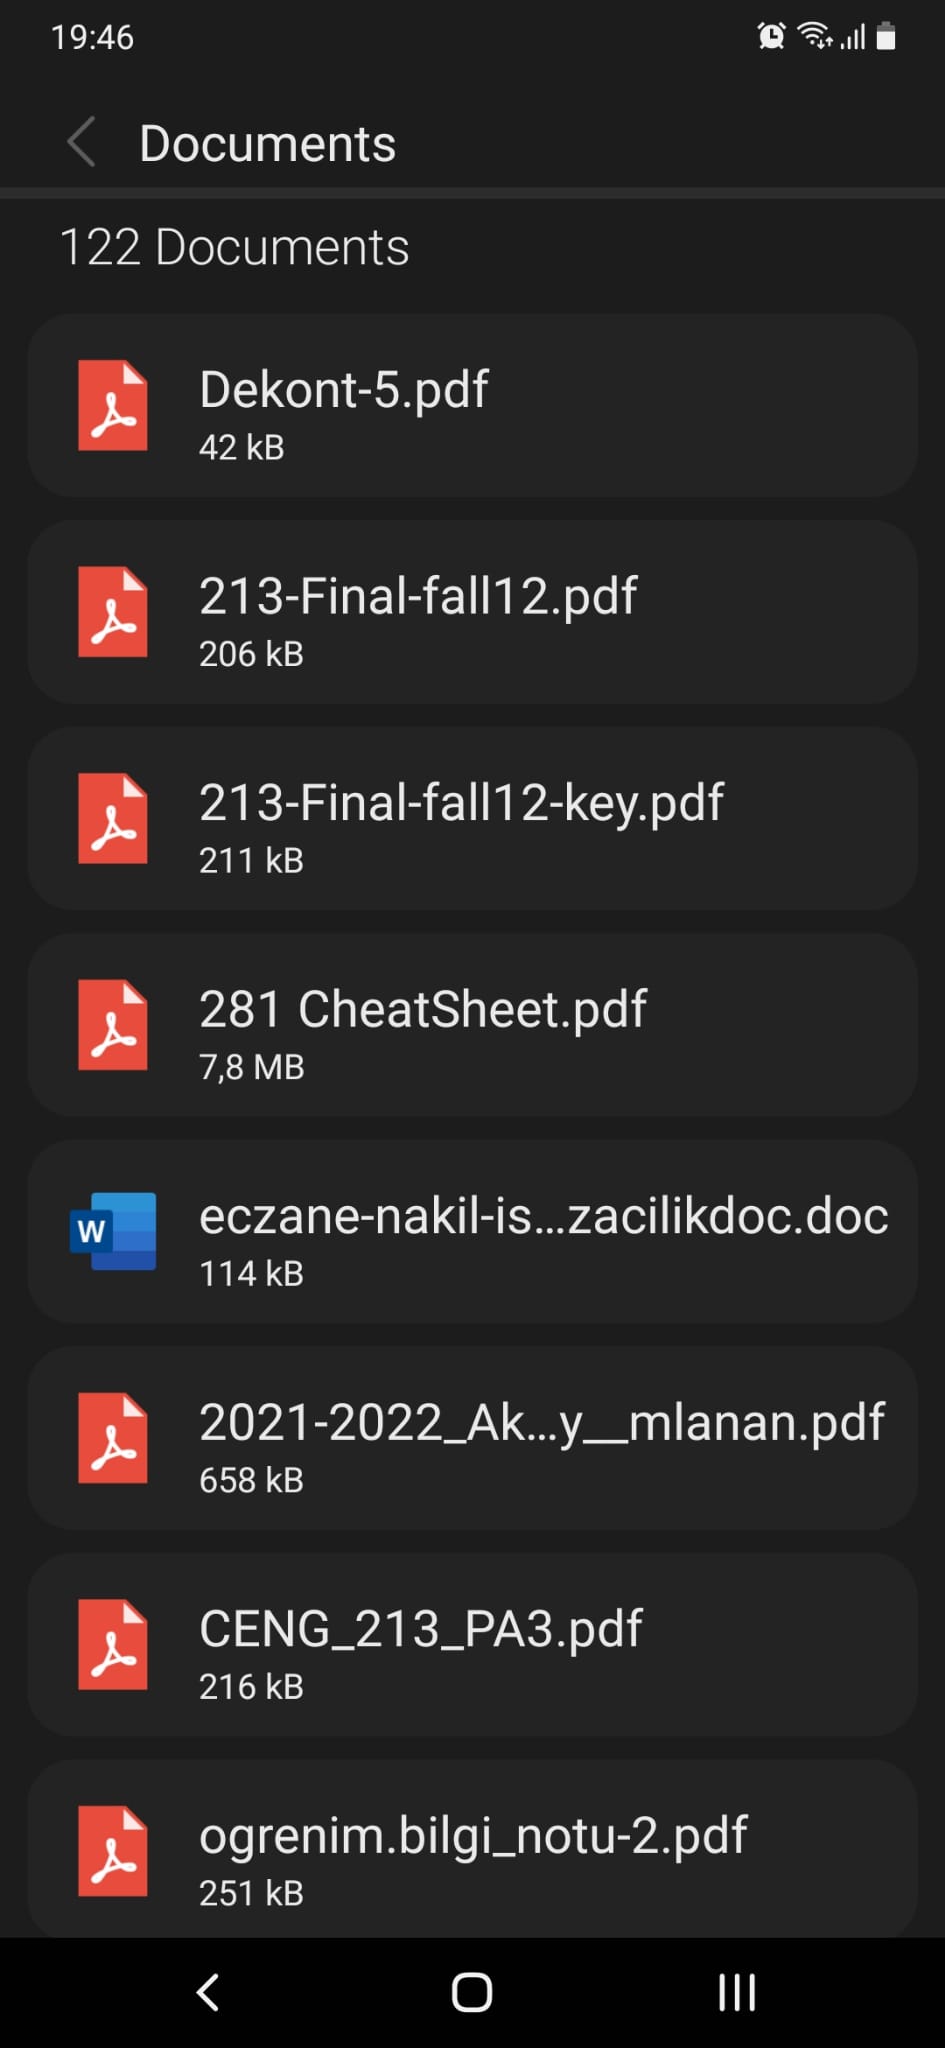 19:46
Documents
122 Documents
Dekont-5.pdf
42 kB
213-Final-fall12.pdf
206 kB
213-Final-fall12-key.pdf
211 kB
281 CheatSheet.pdf
7,8 MB
W
eczane-nakil-is...zacilikdoc.doc
114 kB
2021-2022_Ak...y__mlanan.pdf
658 kB
CENG_213_PA3.pdf
216 kB
ogrenim.bilgi_notu-2.pdf
251 kB